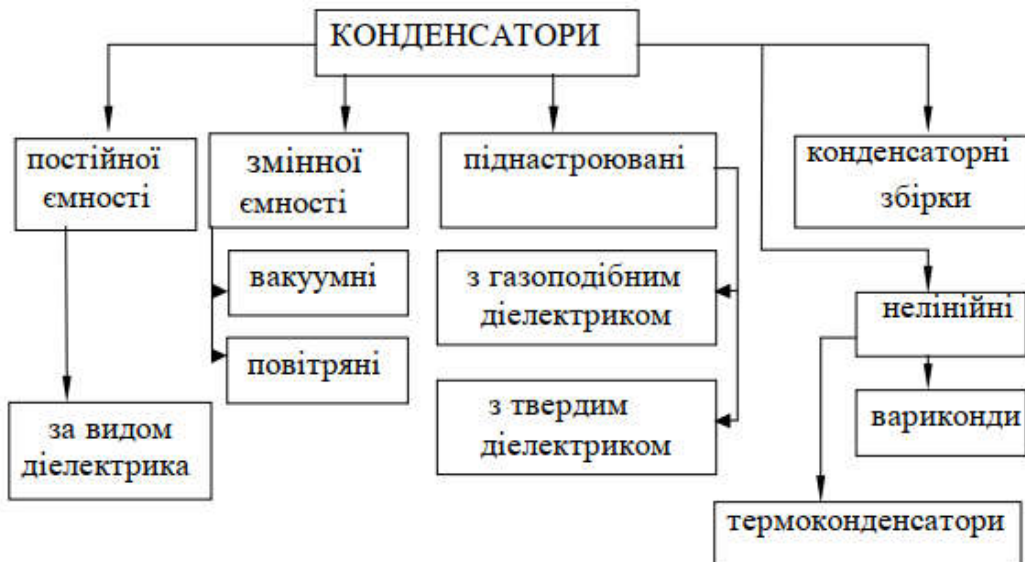 КОНДЕНСАТОРИ
постійної
ємності
змінної
ємності
піднастроювані
конденсаторні
збірки
вакуумні
повітряні
з газоподібним
діелектриком
з твердим
діелектриком
нелінійні
вариконди
термоконденсатори
за видом
діелектрика